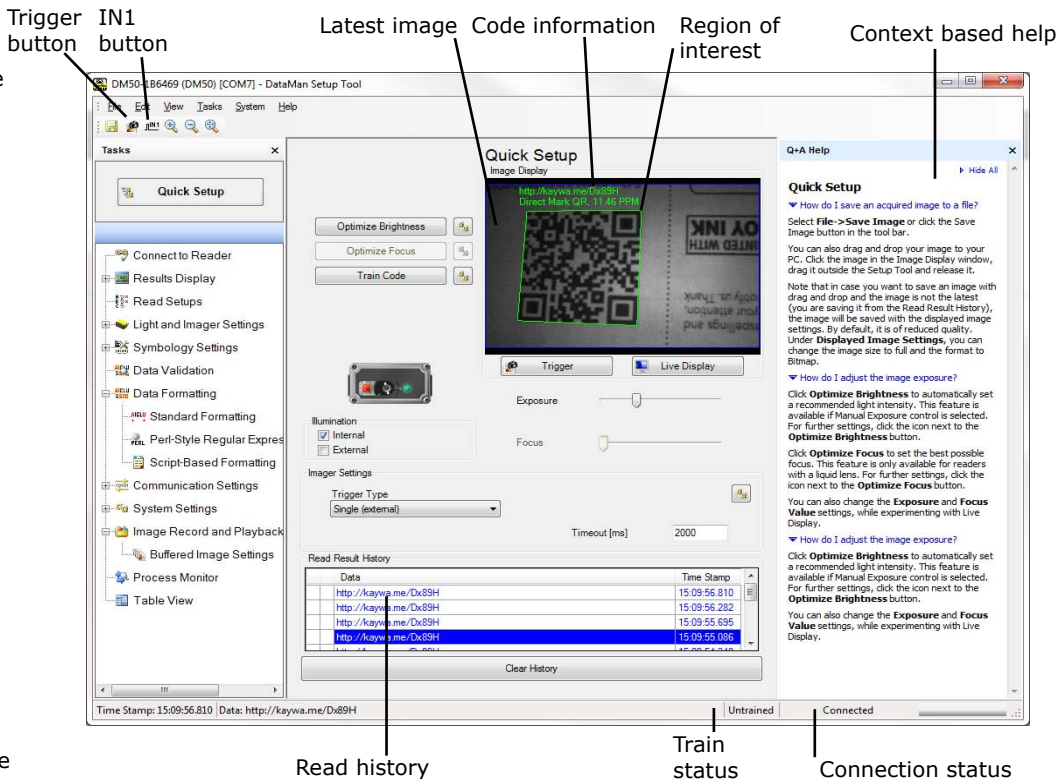 Trigger
button
IN1
button
Latest image
Code information
Region of
interest
Context based help
e
DM50-1B6469 (DM50) [COM7] - DataMan Setup Tool
File Edit View Tasks System Help
IN1
Tasks
Quick Setup
Connect to Reader
Results Display
Read Setups
Light and Imager Settings
Symbology Settings
Data Validation
Data Formatting
Standard Formatting
Perl-Style Regular Expres
Script-Based Formatting
Communication Settings
System Settings
Image Record and Playback
Buffered Image Settings
Process Monitor
Table View
Quick Setup
Image Display
http://kaywa.me/Dx89H
Direct Mark QR, 11.46 PPM
Optimize Brightness
Optimize Focus
Train Code
Trigger
Live Display
Exposure
Focus
Illumination
Internal
External
Imager Settings
Trigger Type
Single (external)
Timeout [ms]
2000
Read Result History
Data Time Stamp
http://kaywa.me/Dx89H 15:09:56.810
http://kaywa.me/Dx89H 15:09:56.282
http://kaywa.me/Dx89H 15:09:55.695
http://kaywa.me/Dx89H 15:09:55.086
Clear History
Q+A Help
Hide All
Quick Setup
How do I save an acquired image to a file?
Select File->Save Image or click the Save
Image button in the tool bar.
You can also drag and drop your image to your
PC. Click the image in the Image Display window,
drag it outside the Setup Tool and release it.
Note that in case you want to save an image with
drag and drop and the image is not the latest
(you are saving it from the Read Result History),
the image will be saved with the displayed image
settings. By default, it is of reduced quality.
Under Displayed Image Settings, you can
change the image size to full and the format to
Bitmap.
How do I adjust the image exposure?
Click Optimize Brightness to automatically set
a recommended light intensity. This feature is
available if Manual Exposure control is selected.
For further settings, click the icon next to the
Optimize Brightness button.
Click Optimize Focus to set the best possible
focus. This feature is only available for readers
with a liquid lens. For further settings, click the
icon next to the Optimize Focus button.
You can also change the Exposure and Focus
Value settings, while experimenting with Live
Display.
How do I adjust the image exposure?
Click Optimize Brightness to automatically set
a recommended light intensity. This feature is
available if Manual Exposure control is selected.
For further settings, click the icon next to the
Optimize Brightness button.
You can also change the Exposure and Focus
Value settings, while experimenting with Live
Display.
Time Stamp: 15:09:56.810 Data: http://kaywa.me/Dx89H
Untrained
Connected
e
Read history
Train
status
Connection status